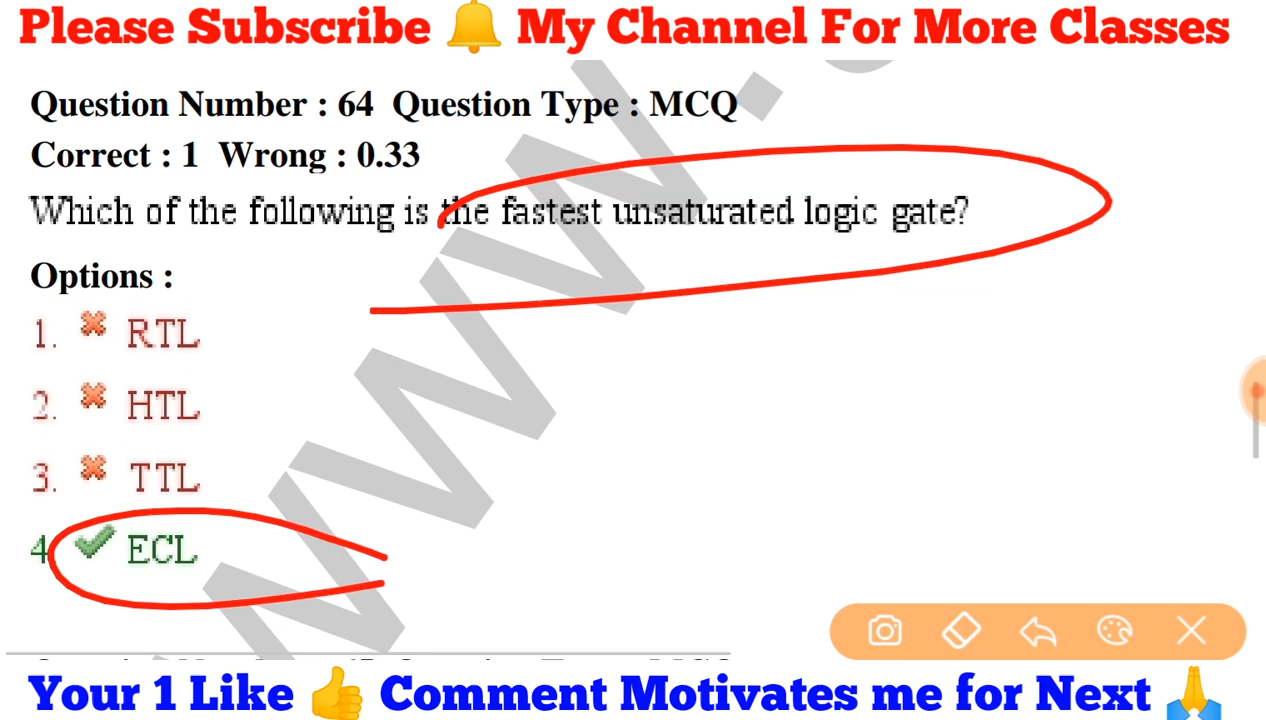 Please Subscribe 🔔 My Channel For More Classes
Question Number : 64 Question Type : MCQ
Correct : 1 Wrong : 0.33
Which of the following is the fastest unsaturated logic gate?
Options :
1. ✖ RTL
2. ✖ HTL
3. ✖ TTL
4. ✔ ECL
www.
Your 1 Like 👍 Comment Motivates me for Next 🙏